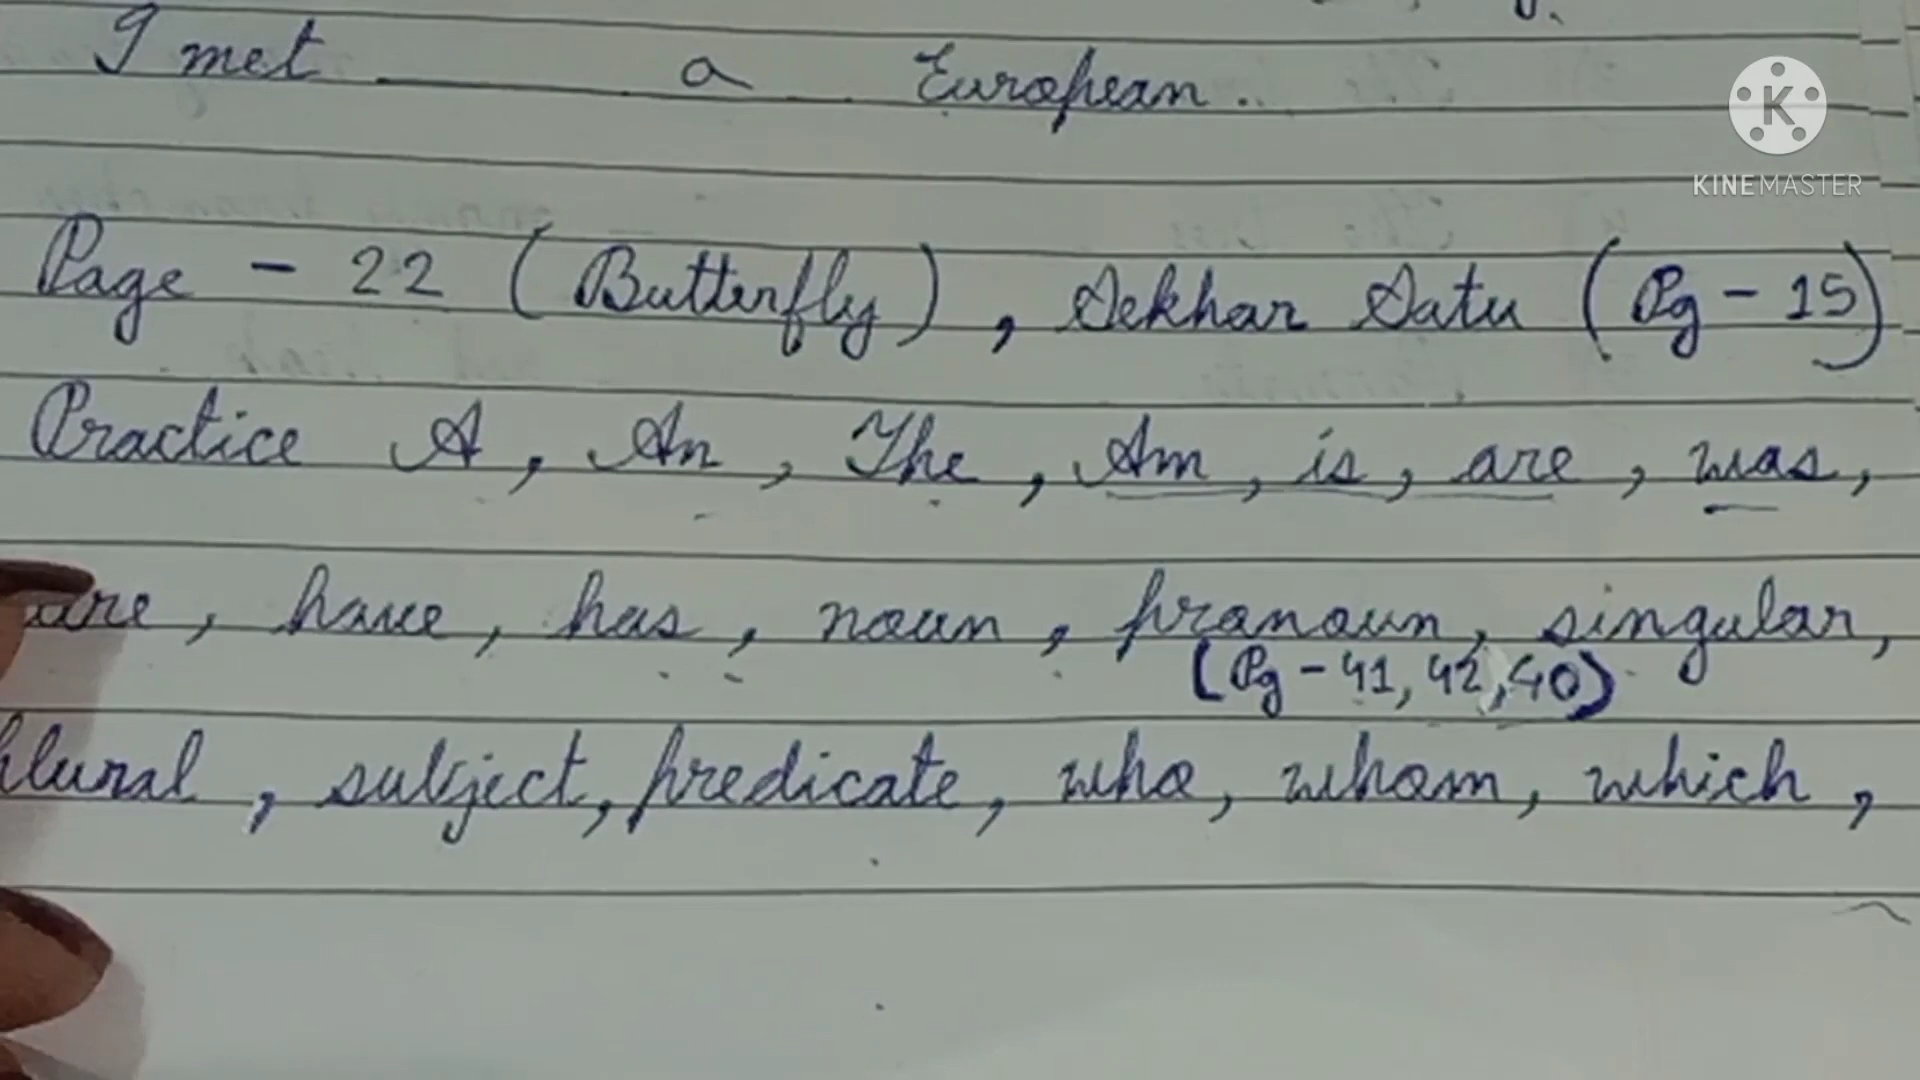 I met a European.
KINEMASTER
Page - 22 (Butterfly), Sekhar Satu (Pg - 15)
Practice A, An, The, Am, is, are, was,
are, have, has, noun, pronoun, singular,
(Pg - 41, 42, 40)
plural, subject, predicate, who, whom, which,